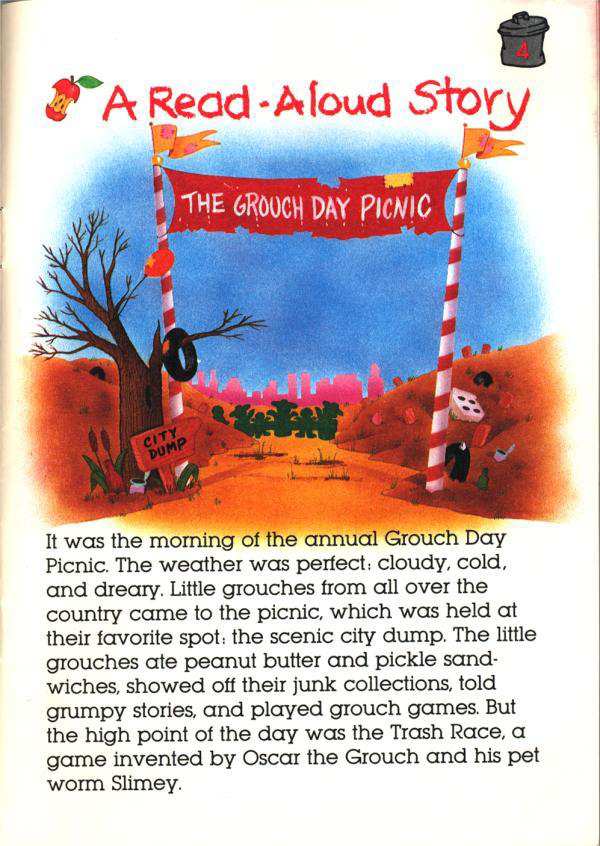 4
A Read-Aloud Story
THE GROUCH DAY PICNIC
CITY
DUMP
It was the morning of the annual Grouch Day
Picnic. The weather was perfect: cloudy, cold,
and dreary. Little grouches from all over the
country came to the picnic, which was held at
their favorite spot: the scenic city dump. The little
grouches ate peanut butter and pickle sand-
wiches, showed off their junk collections, told
grumpy stories, and played grouch games. But
the high point of the day was the Trash Race, a
game invented by Oscar the Grouch and his pet
worm Slimey.